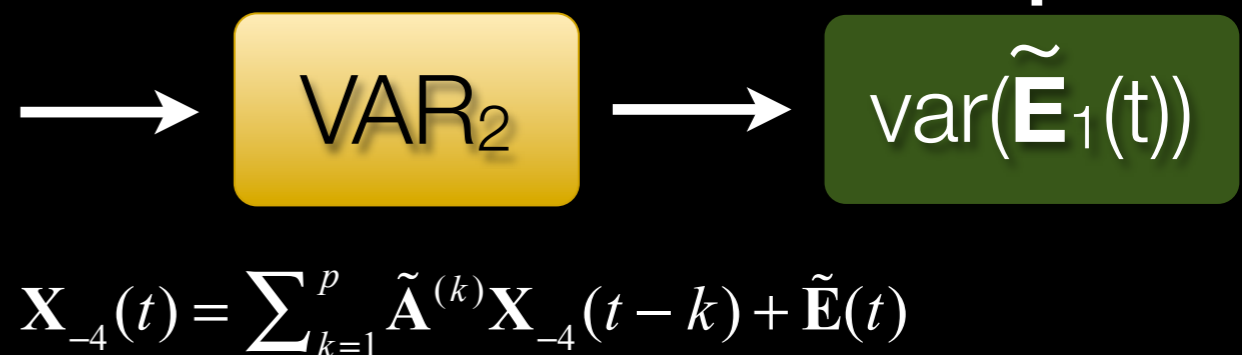 VAR₂
var(Ẽ₁(t))
X₋₄(t) = ∑ₖ₌₁ᵖ Ã⁽ᵏ⁾X₋₄(t − k) + Ẽ(t)